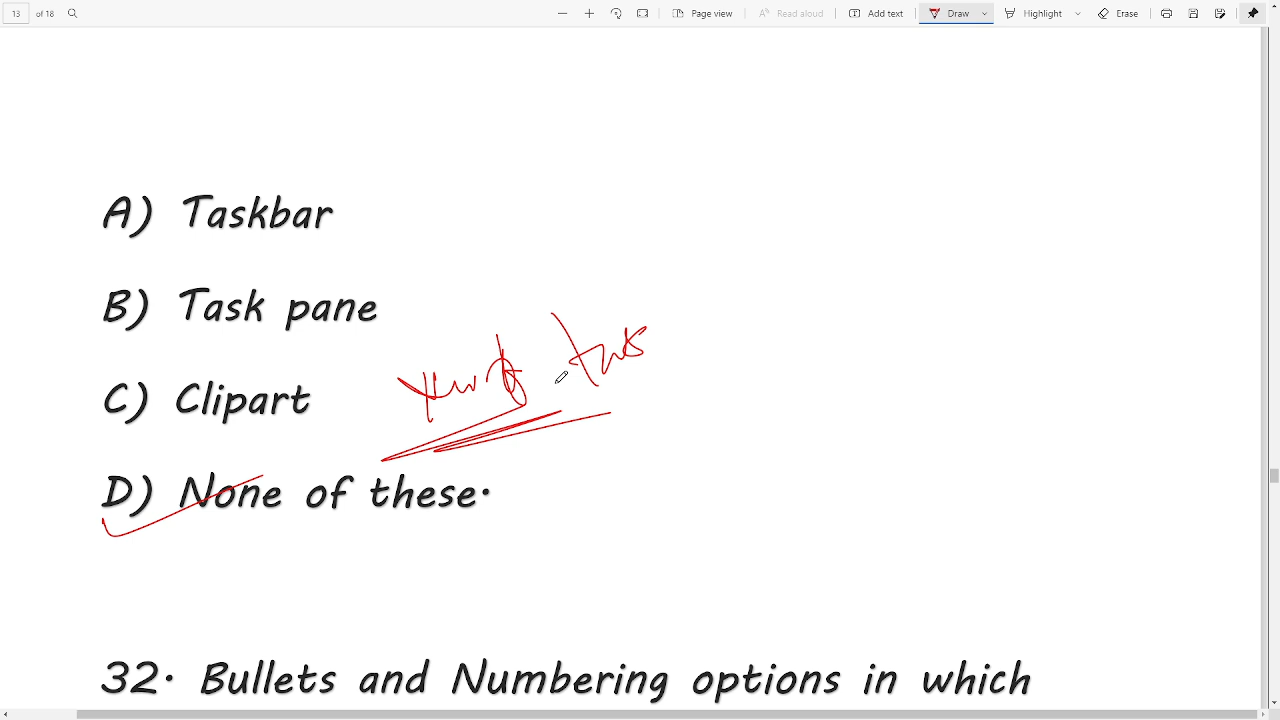 13 of 18 Page view Read aloud Add text Draw Highlight Erase
A) Taskbar
B) Task pane
C) Clipart
D) None of these.
32. Bullets and Numbering options in which